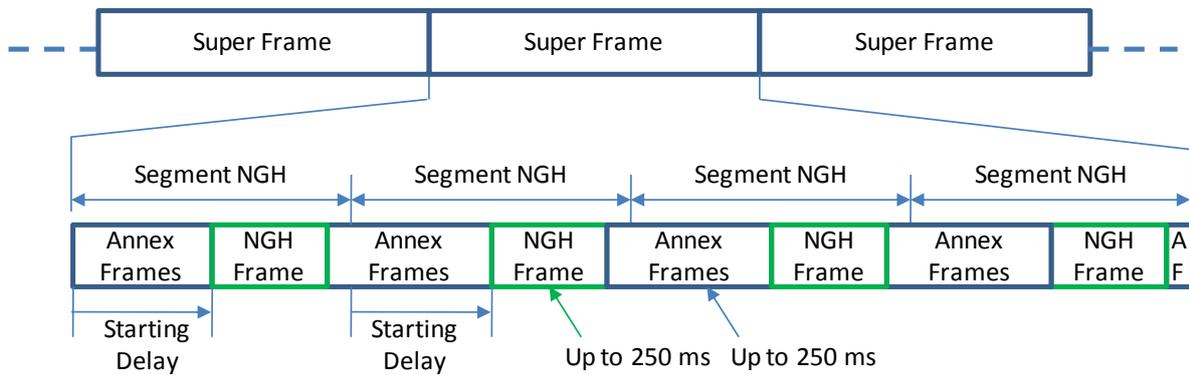 Super Frame
Super Frame
Super Frame
Segment NGH
Segment NGH
Segment NGH
Segment NGH
Annex
Frames
NGH
Frame
Annex
Frames
NGH
Frame
Annex
Frames
NGH
Frame
Annex
Frames
NGH
Frame
A
F
Starting
Delay
Starting
Delay
Up to 250 ms
Up to 250 ms